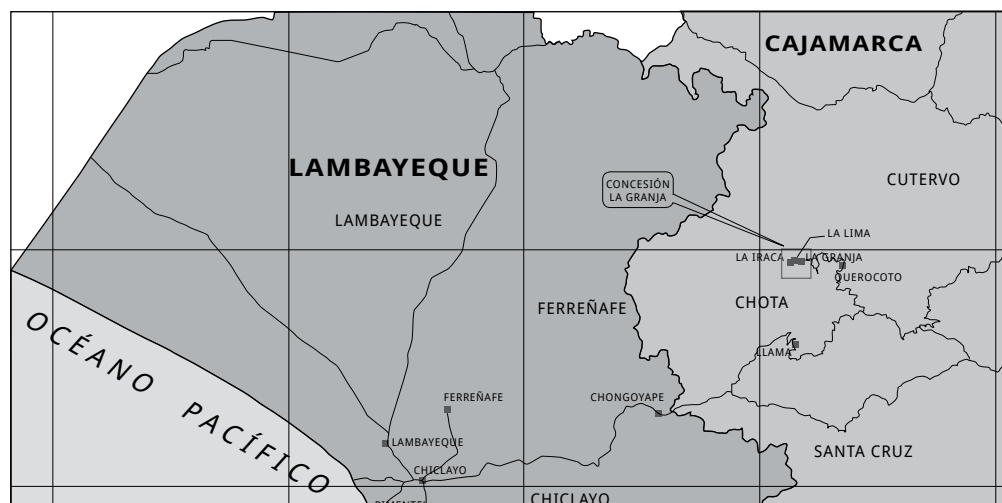 CAJAMARCA
LAMBAYEQUE
CUTERVO
CONCESIÓN
LA GRANJA
LAMBAYEQUE
LA LIMA
LA IRACA
LA GRANJA
QUEROCOTO
CHOTA
FERREÑAFE
OCÉANO PACÍFICO
LLAMA
FERREÑAFE
CHONGOYAPE
LAMBAYEQUE
SANTA CRUZ
CHICLAYO
CHICLAYO
PIMENTEL